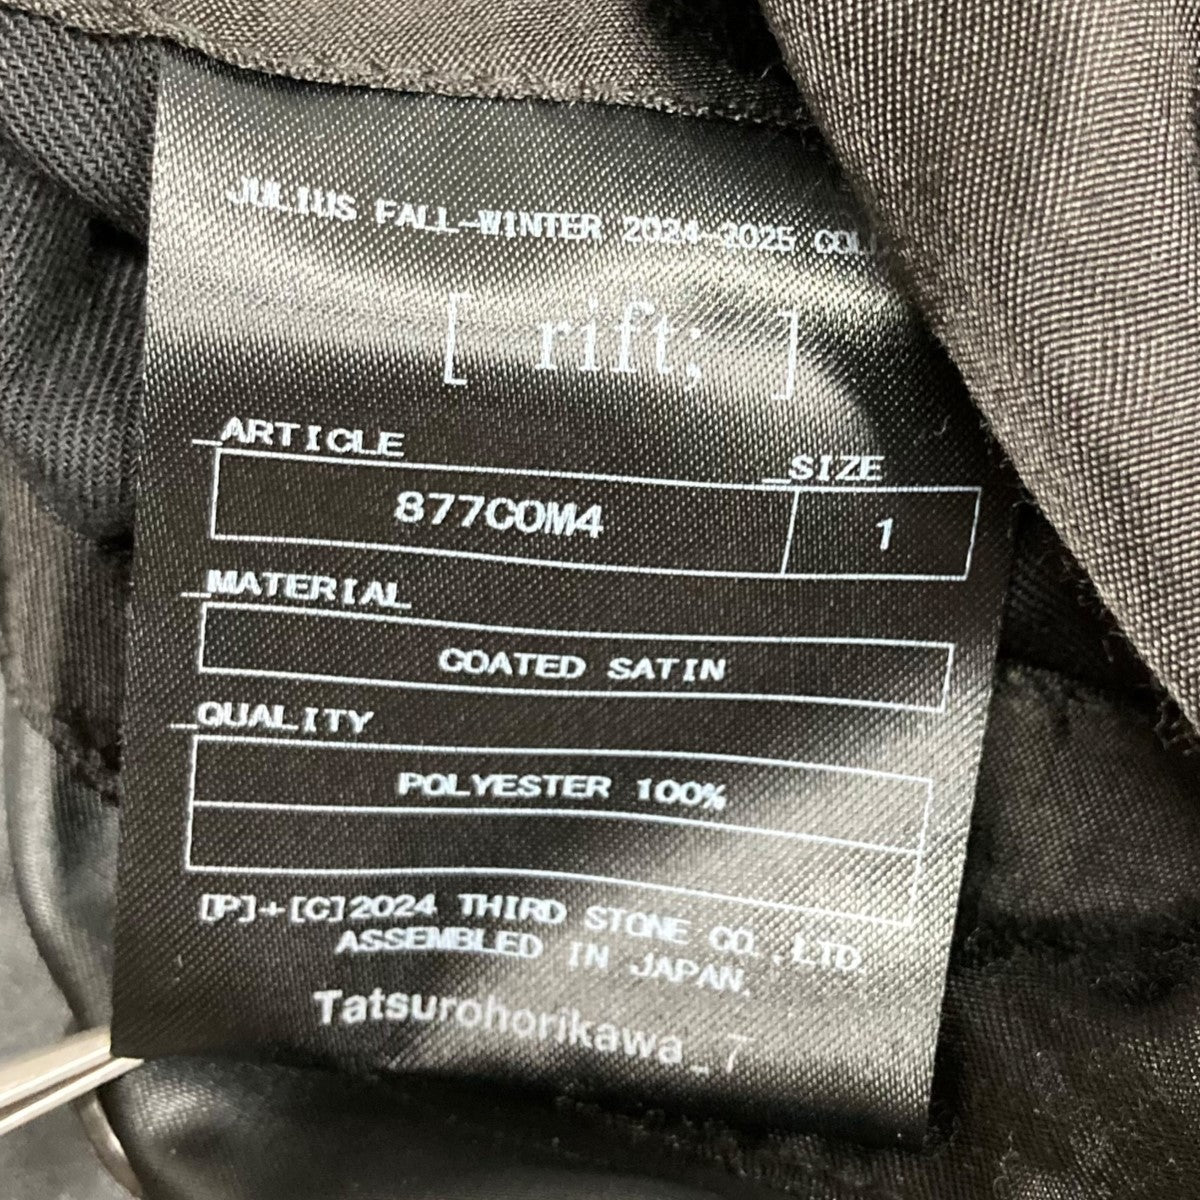 JULIUS FALL-WINTER 2024-2025
[ rift; ]
_ARTICLE _SIZE
877COM4 1
_MATERIAL
COATED SATIN
_QUALITY
POLYESTER 100%
[P]+[C]2024 THIRD STONE CO.,LTD.
ASSEMBLED IN JAPAN.
Tatsurohorikawa_7